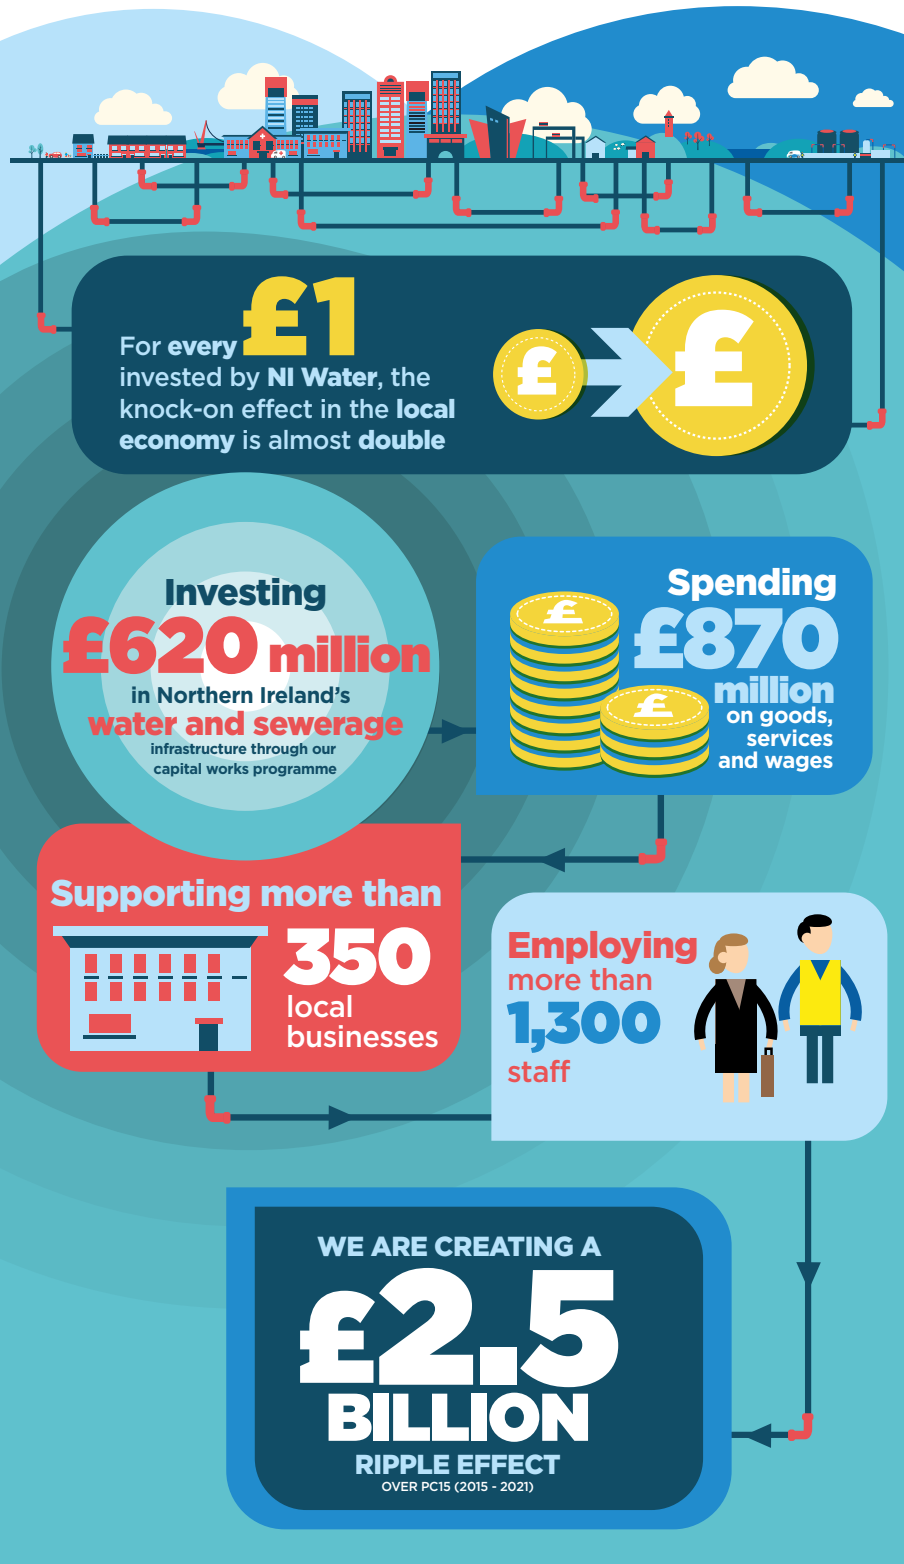 For every £1
invested by NI Water, the
knock-on effect in the local
economy is almost double
£
£
Investing
£620 million
in Northern Ireland's
water and sewerage
infrastructure through our
capital works programme
Spending
£870
million
on goods,
services
and wages
£
£
Supporting more than
350
local
businesses
Employing
more than
1,300
staff
WE ARE CREATING A
£2.5
BILLION
RIPPLE EFFECT
OVER PC15 (2015 - 2021)